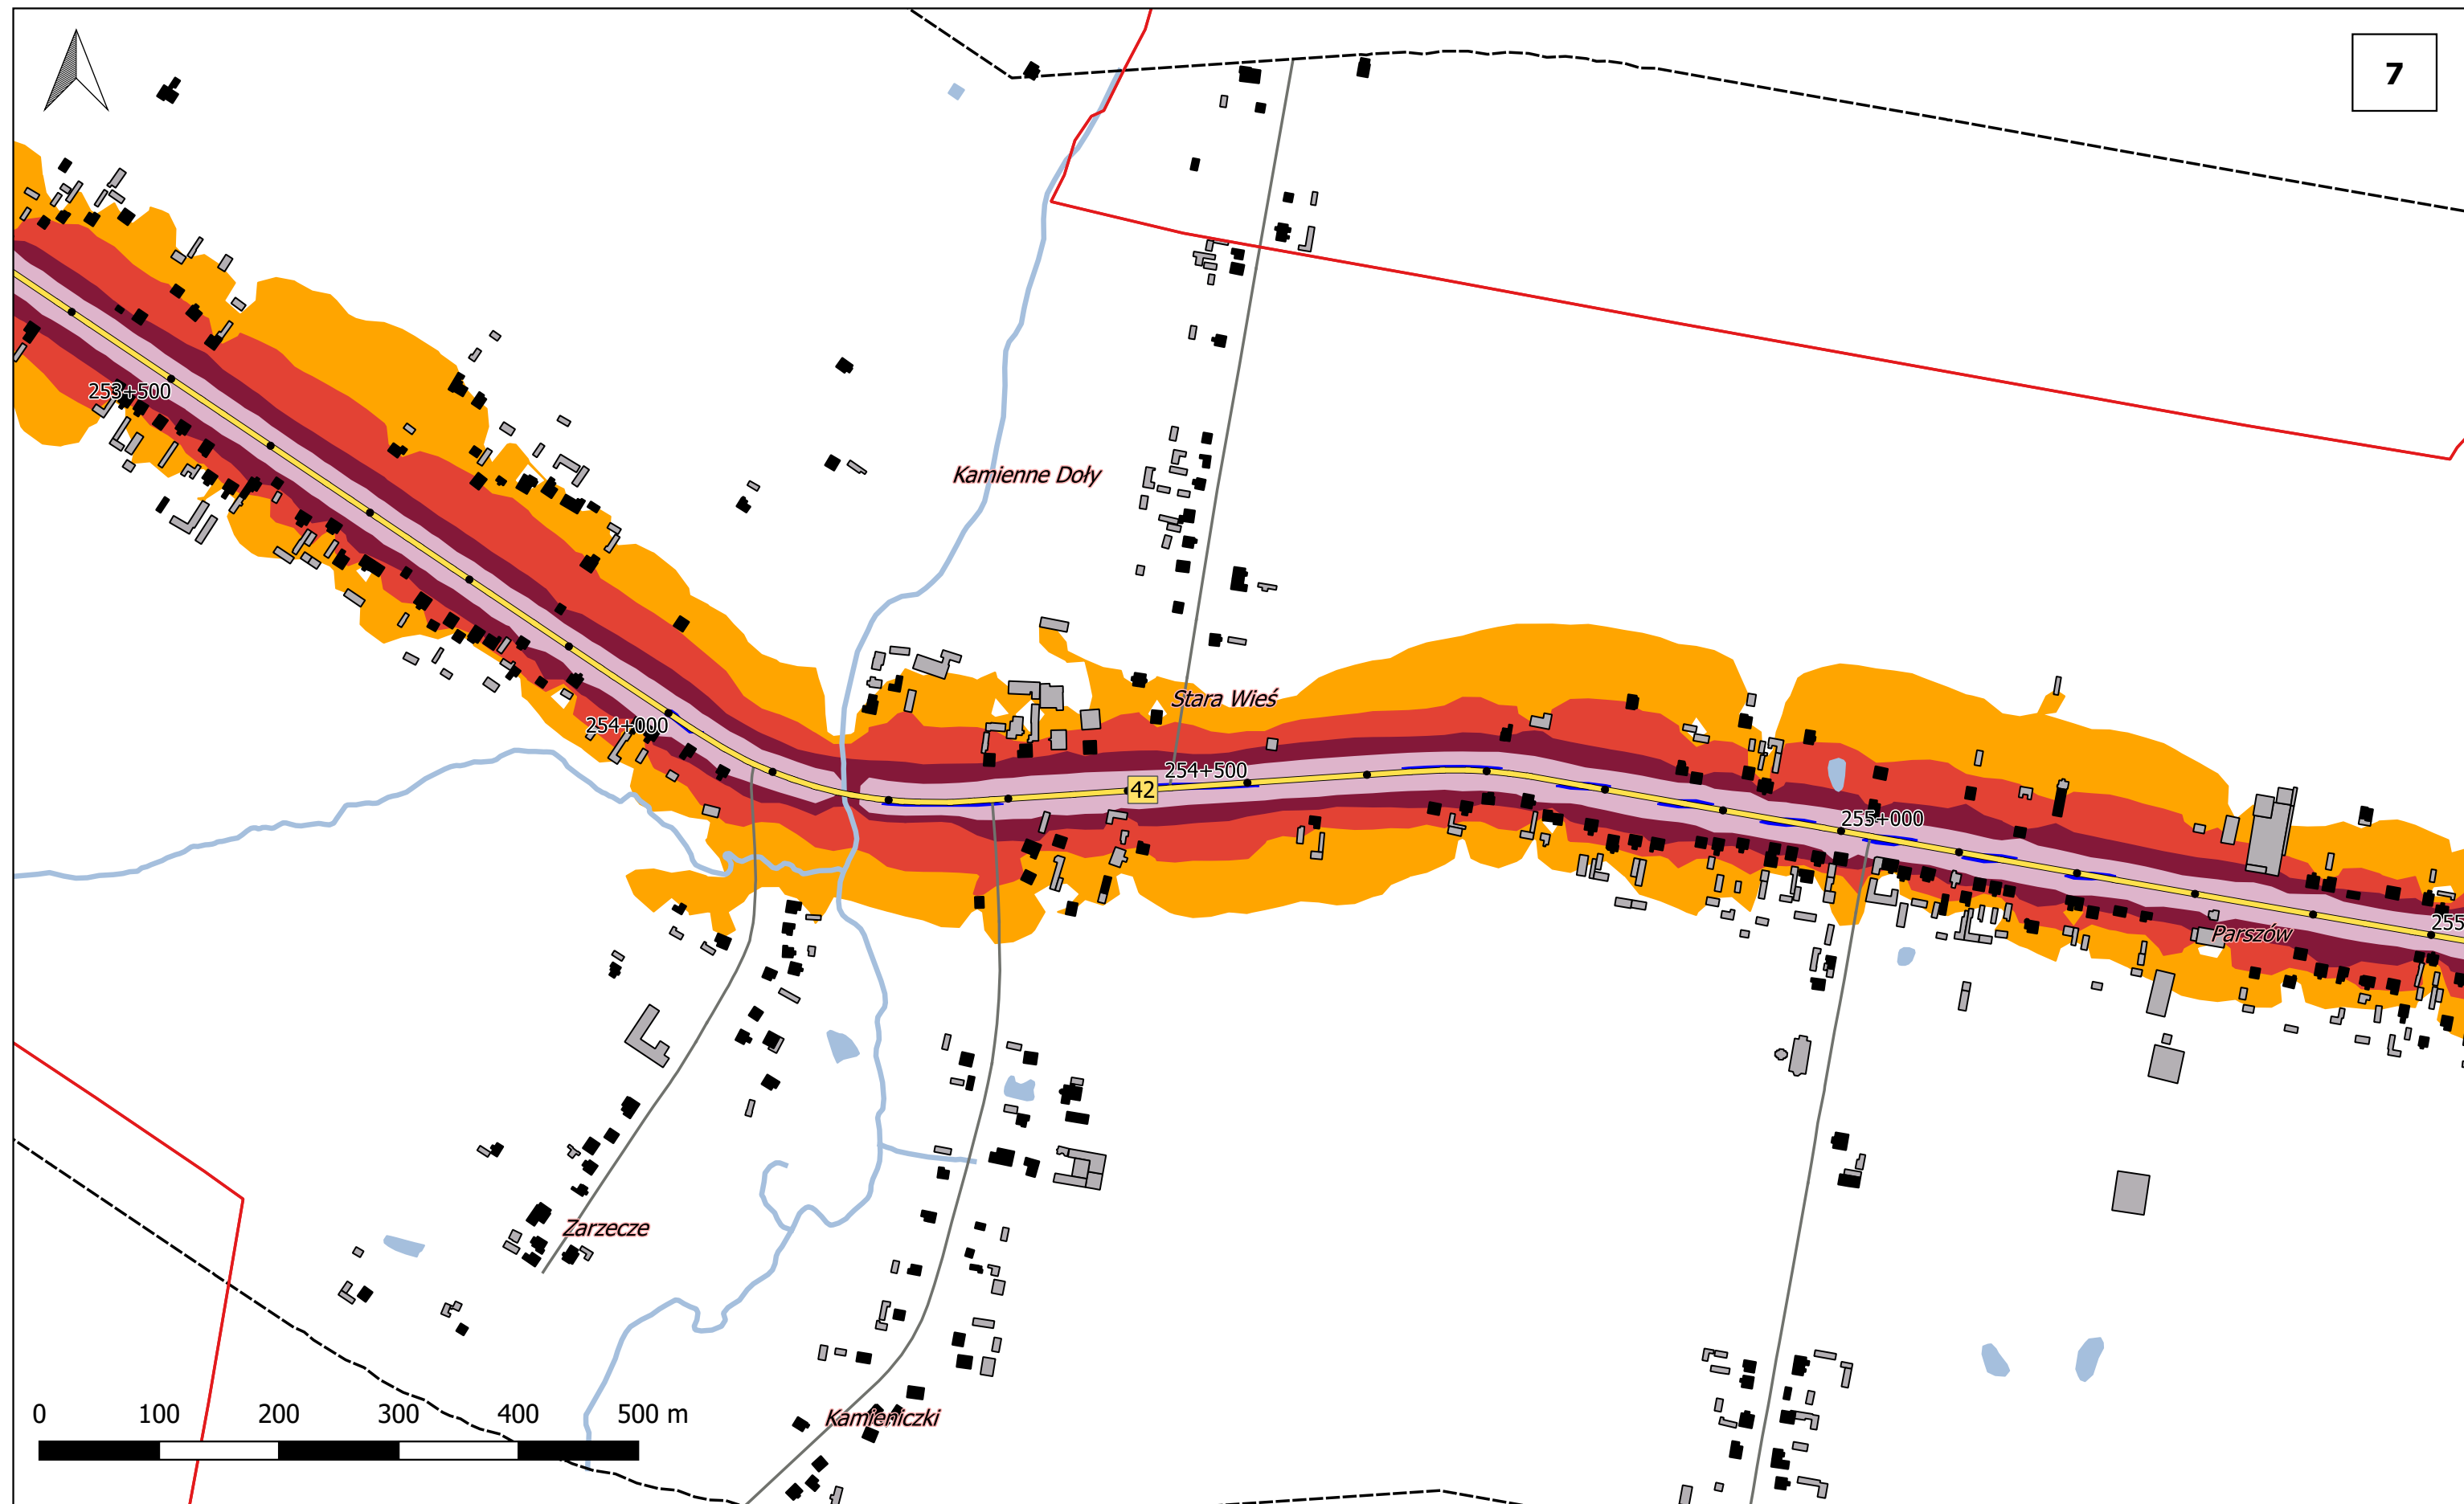 7
253+500
Kamienne Doły
Stara Wieś
254+000
254+500
42
255+000
255
Parszów
Zarzecze
Kamieniczki
0 100 200 300 400 500 m